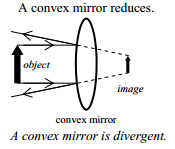 A convex mirror reduces.
object
image
convex mirror
A convex mirror is divergent.